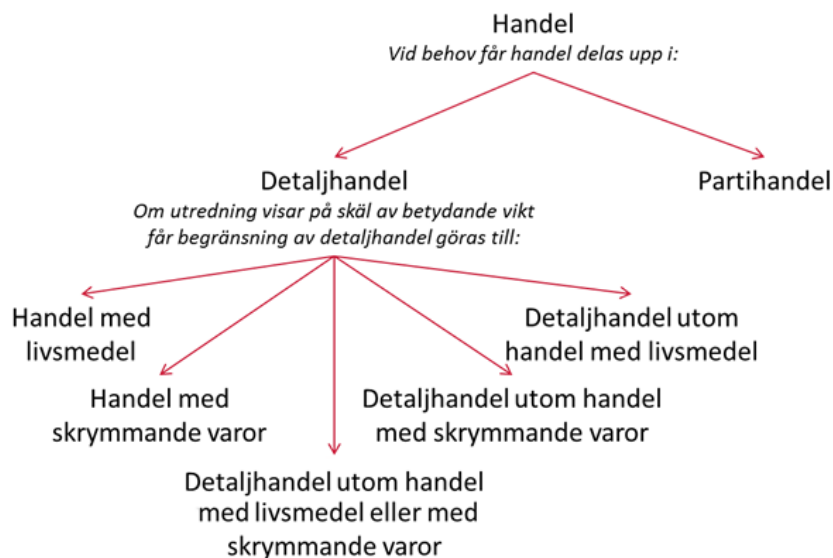 Handel
Vid behov får handel delas upp i:
Detaljhandel
Partihandel
Om utredning visar på skäl av betydande vikt
får begränsning av detaljhandel göras till:
Handel med
livsmedel
Detaljhandel utom
handel med livsmedel
Handel med
skrymmande varor
Detaljhandel utom handel
med skrymmande varor
Detaljhandel utom handel
med livsmedel eller med
skrymmande varor